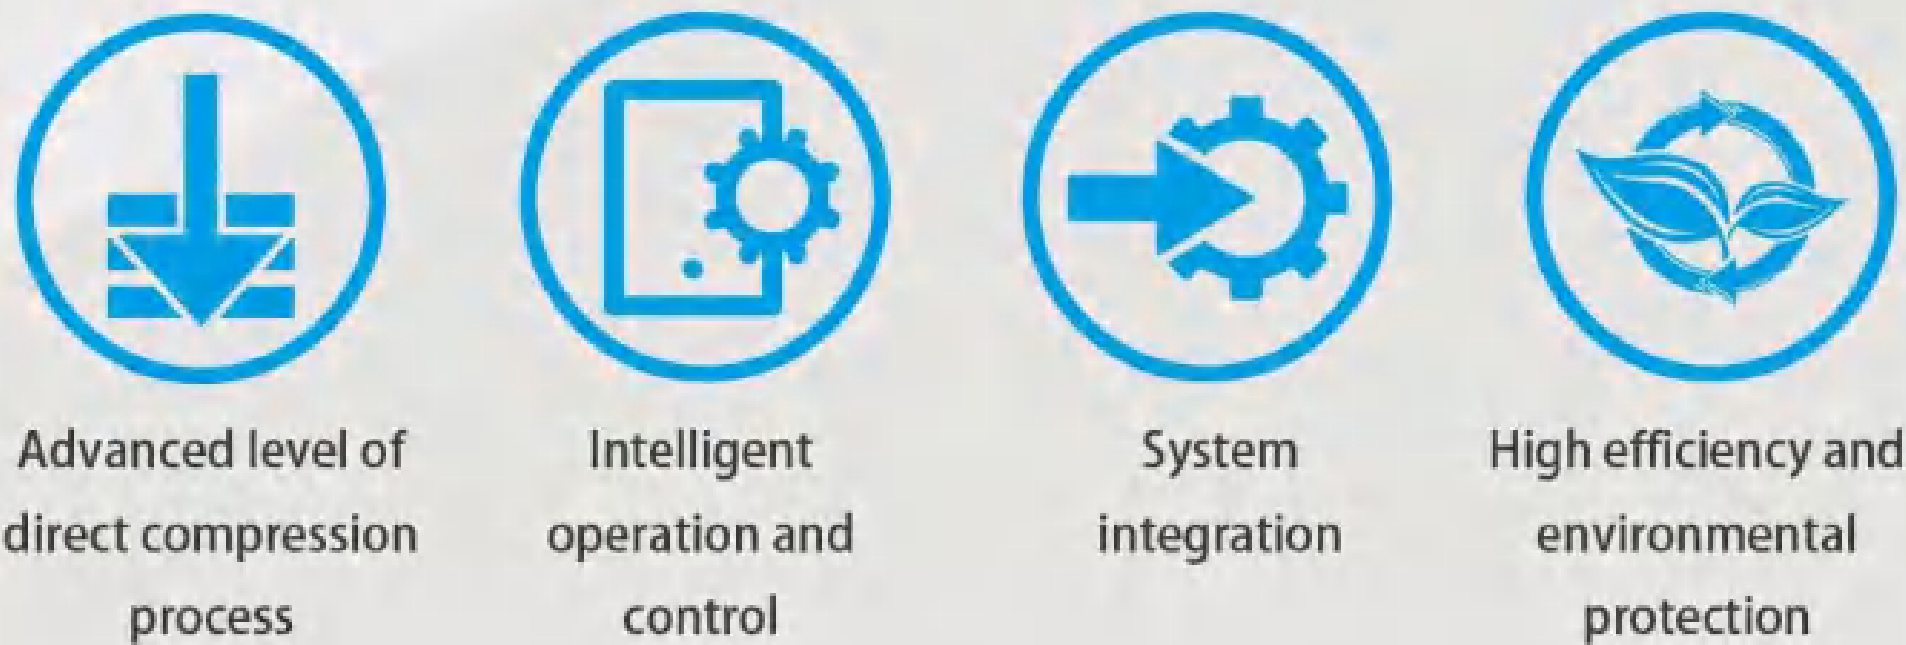 Advanced level of
direct compression
process
Intelligent
operation and
control
System
integration
High efficiency and
environmental
protection